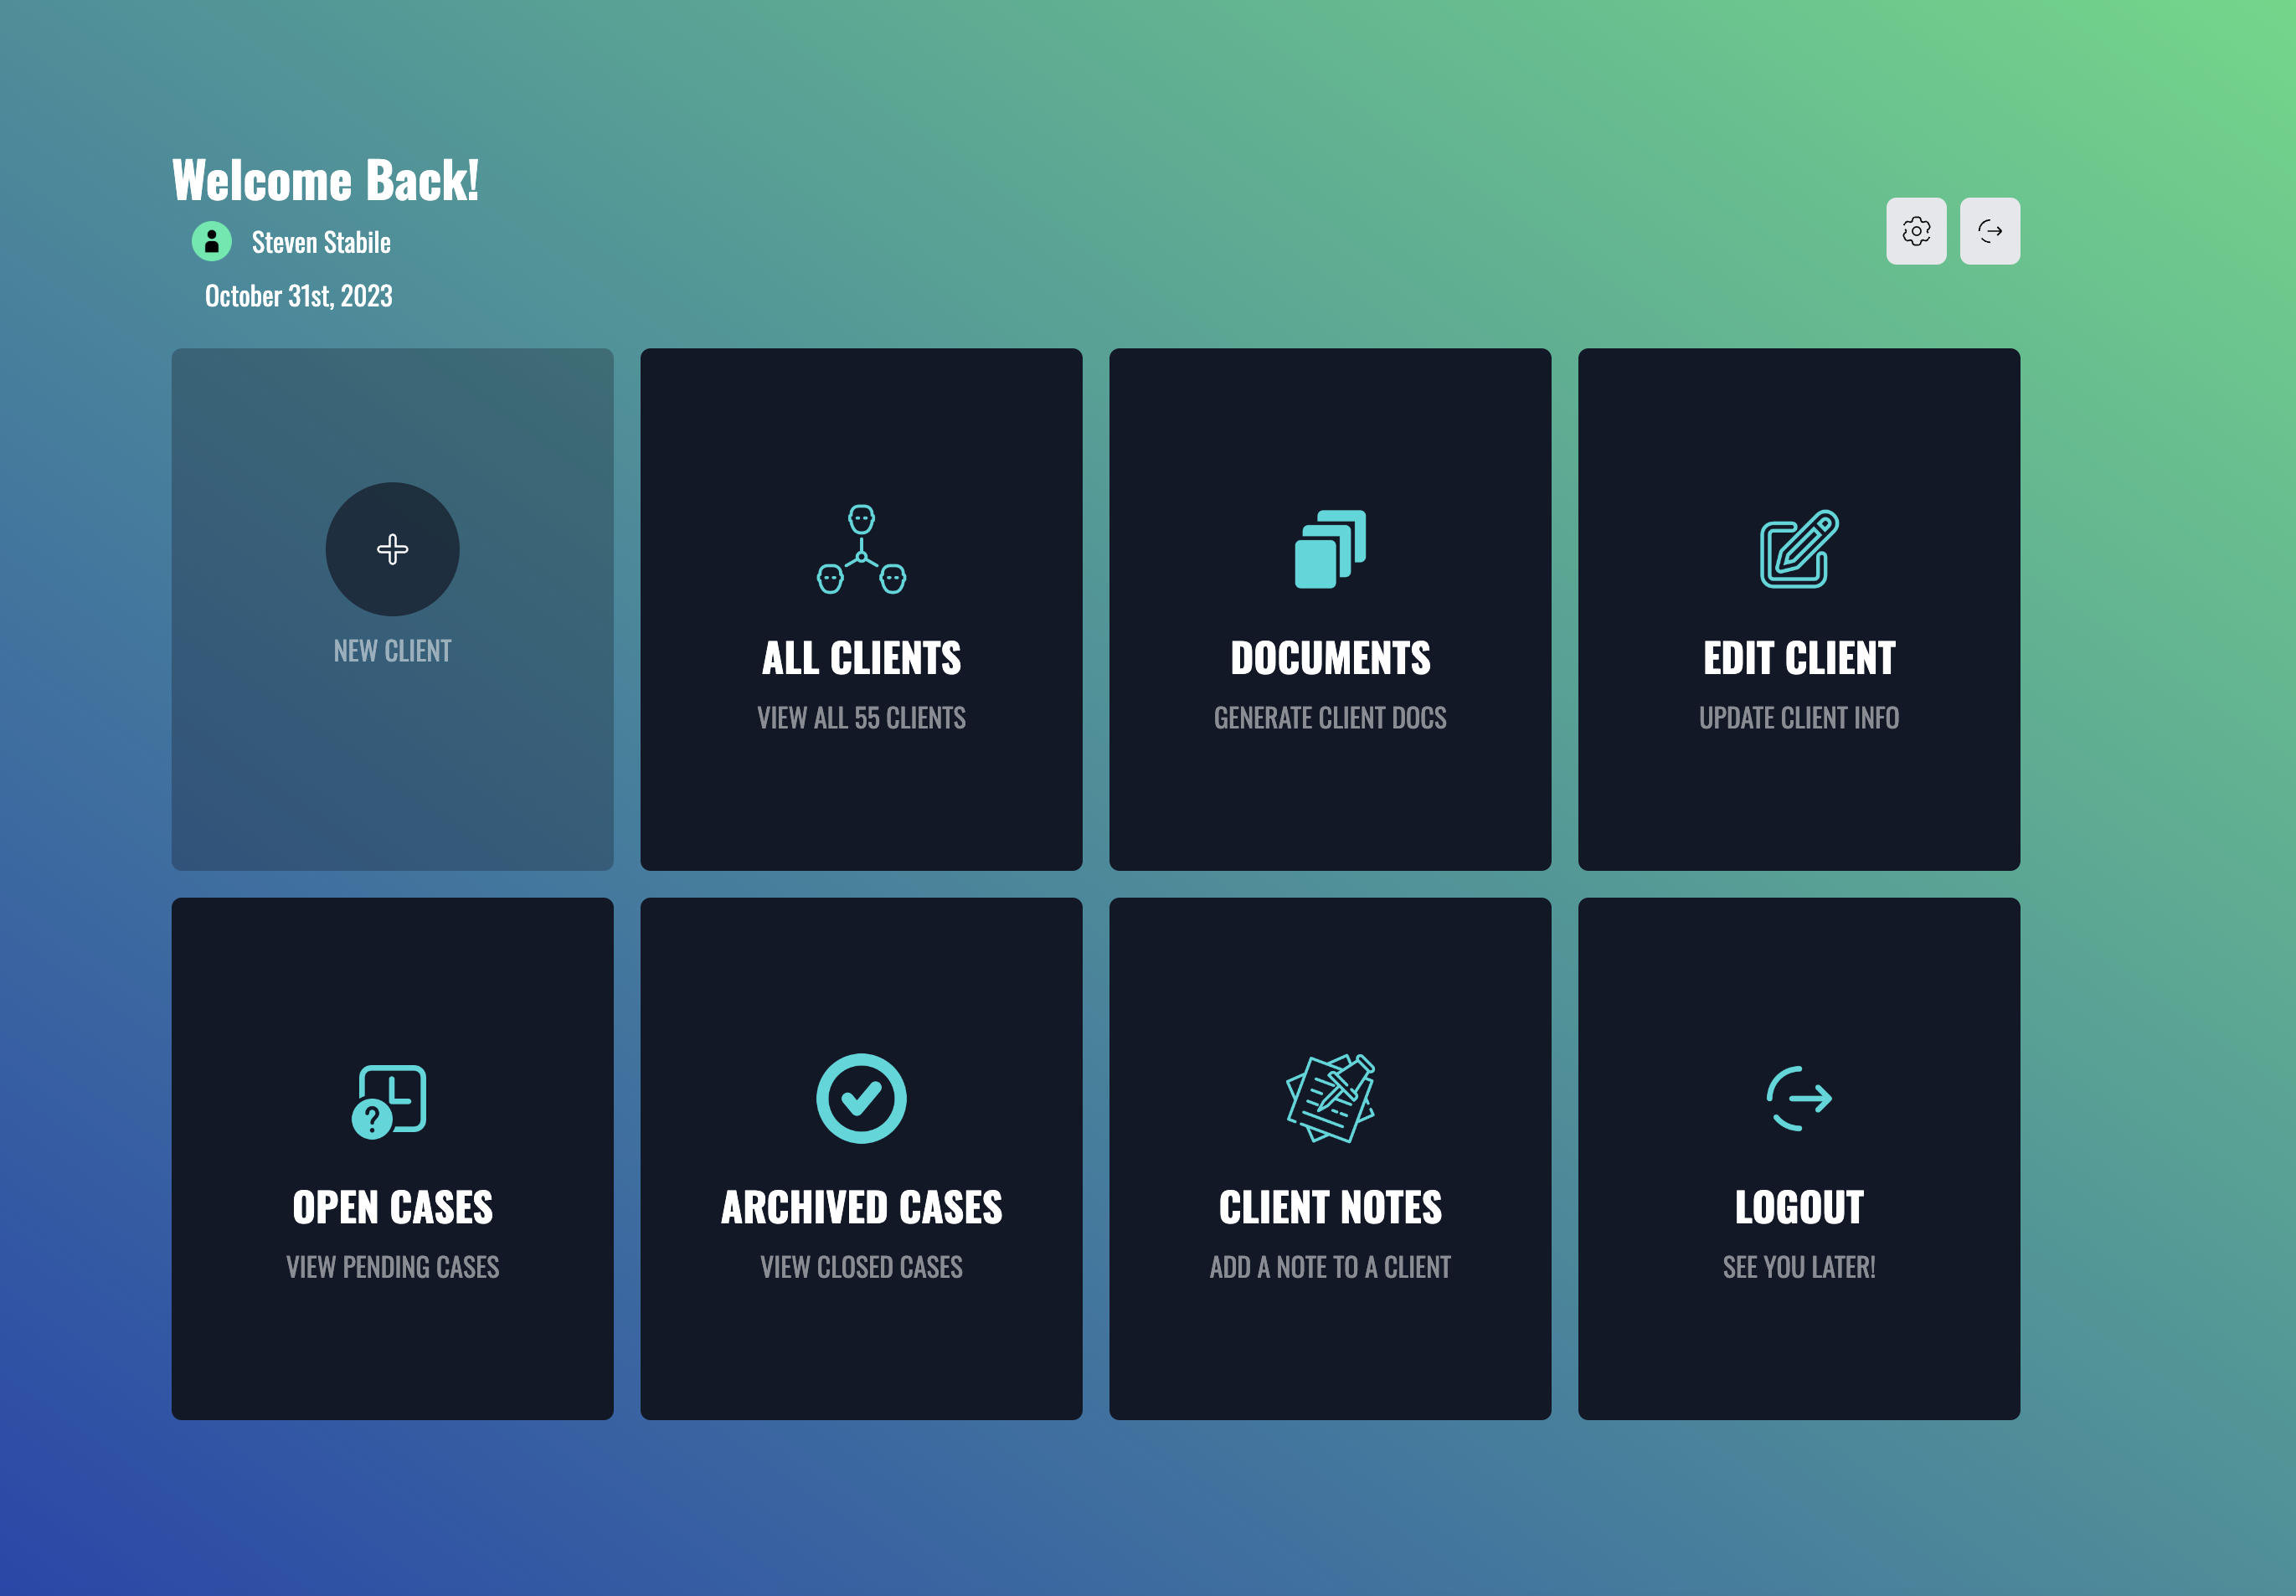 Welcome Back!
Steven Stabile
October 31st, 2023
NEW CLIENT
ALL CLIENTS
VIEW ALL 55 CLIENTS
DOCUMENTS
GENERATE CLIENT DOCS
EDIT CLIENT
UPDATE CLIENT INFO
OPEN CASES
VIEW PENDING CASES
ARCHIVED CASES
VIEW CLOSED CASES
CLIENT NOTES
ADD A NOTE TO A CLIENT
LOGOUT
SEE YOU LATER!